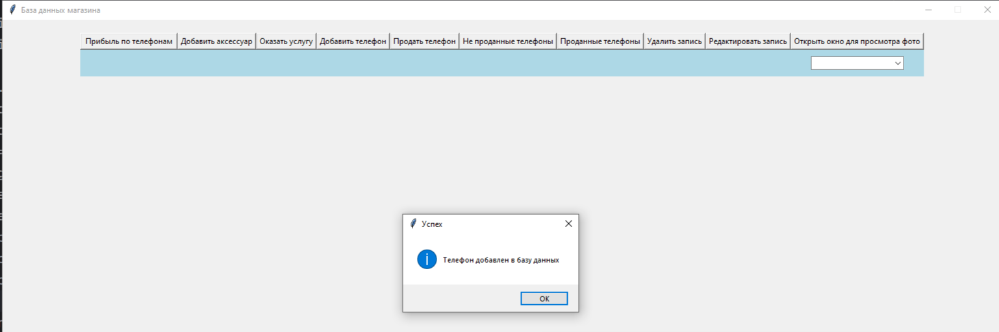 База данных магазина
Прибыль по телефонам Добавить аксессуар Оказать услугу Добавить телефон Продать телефон Не проданные телефоны Проданные телефоны Удалить запись Редактировать запись Открыть окно для просмотра фото
Успех
Телефон добавлен в базу данных
ОК